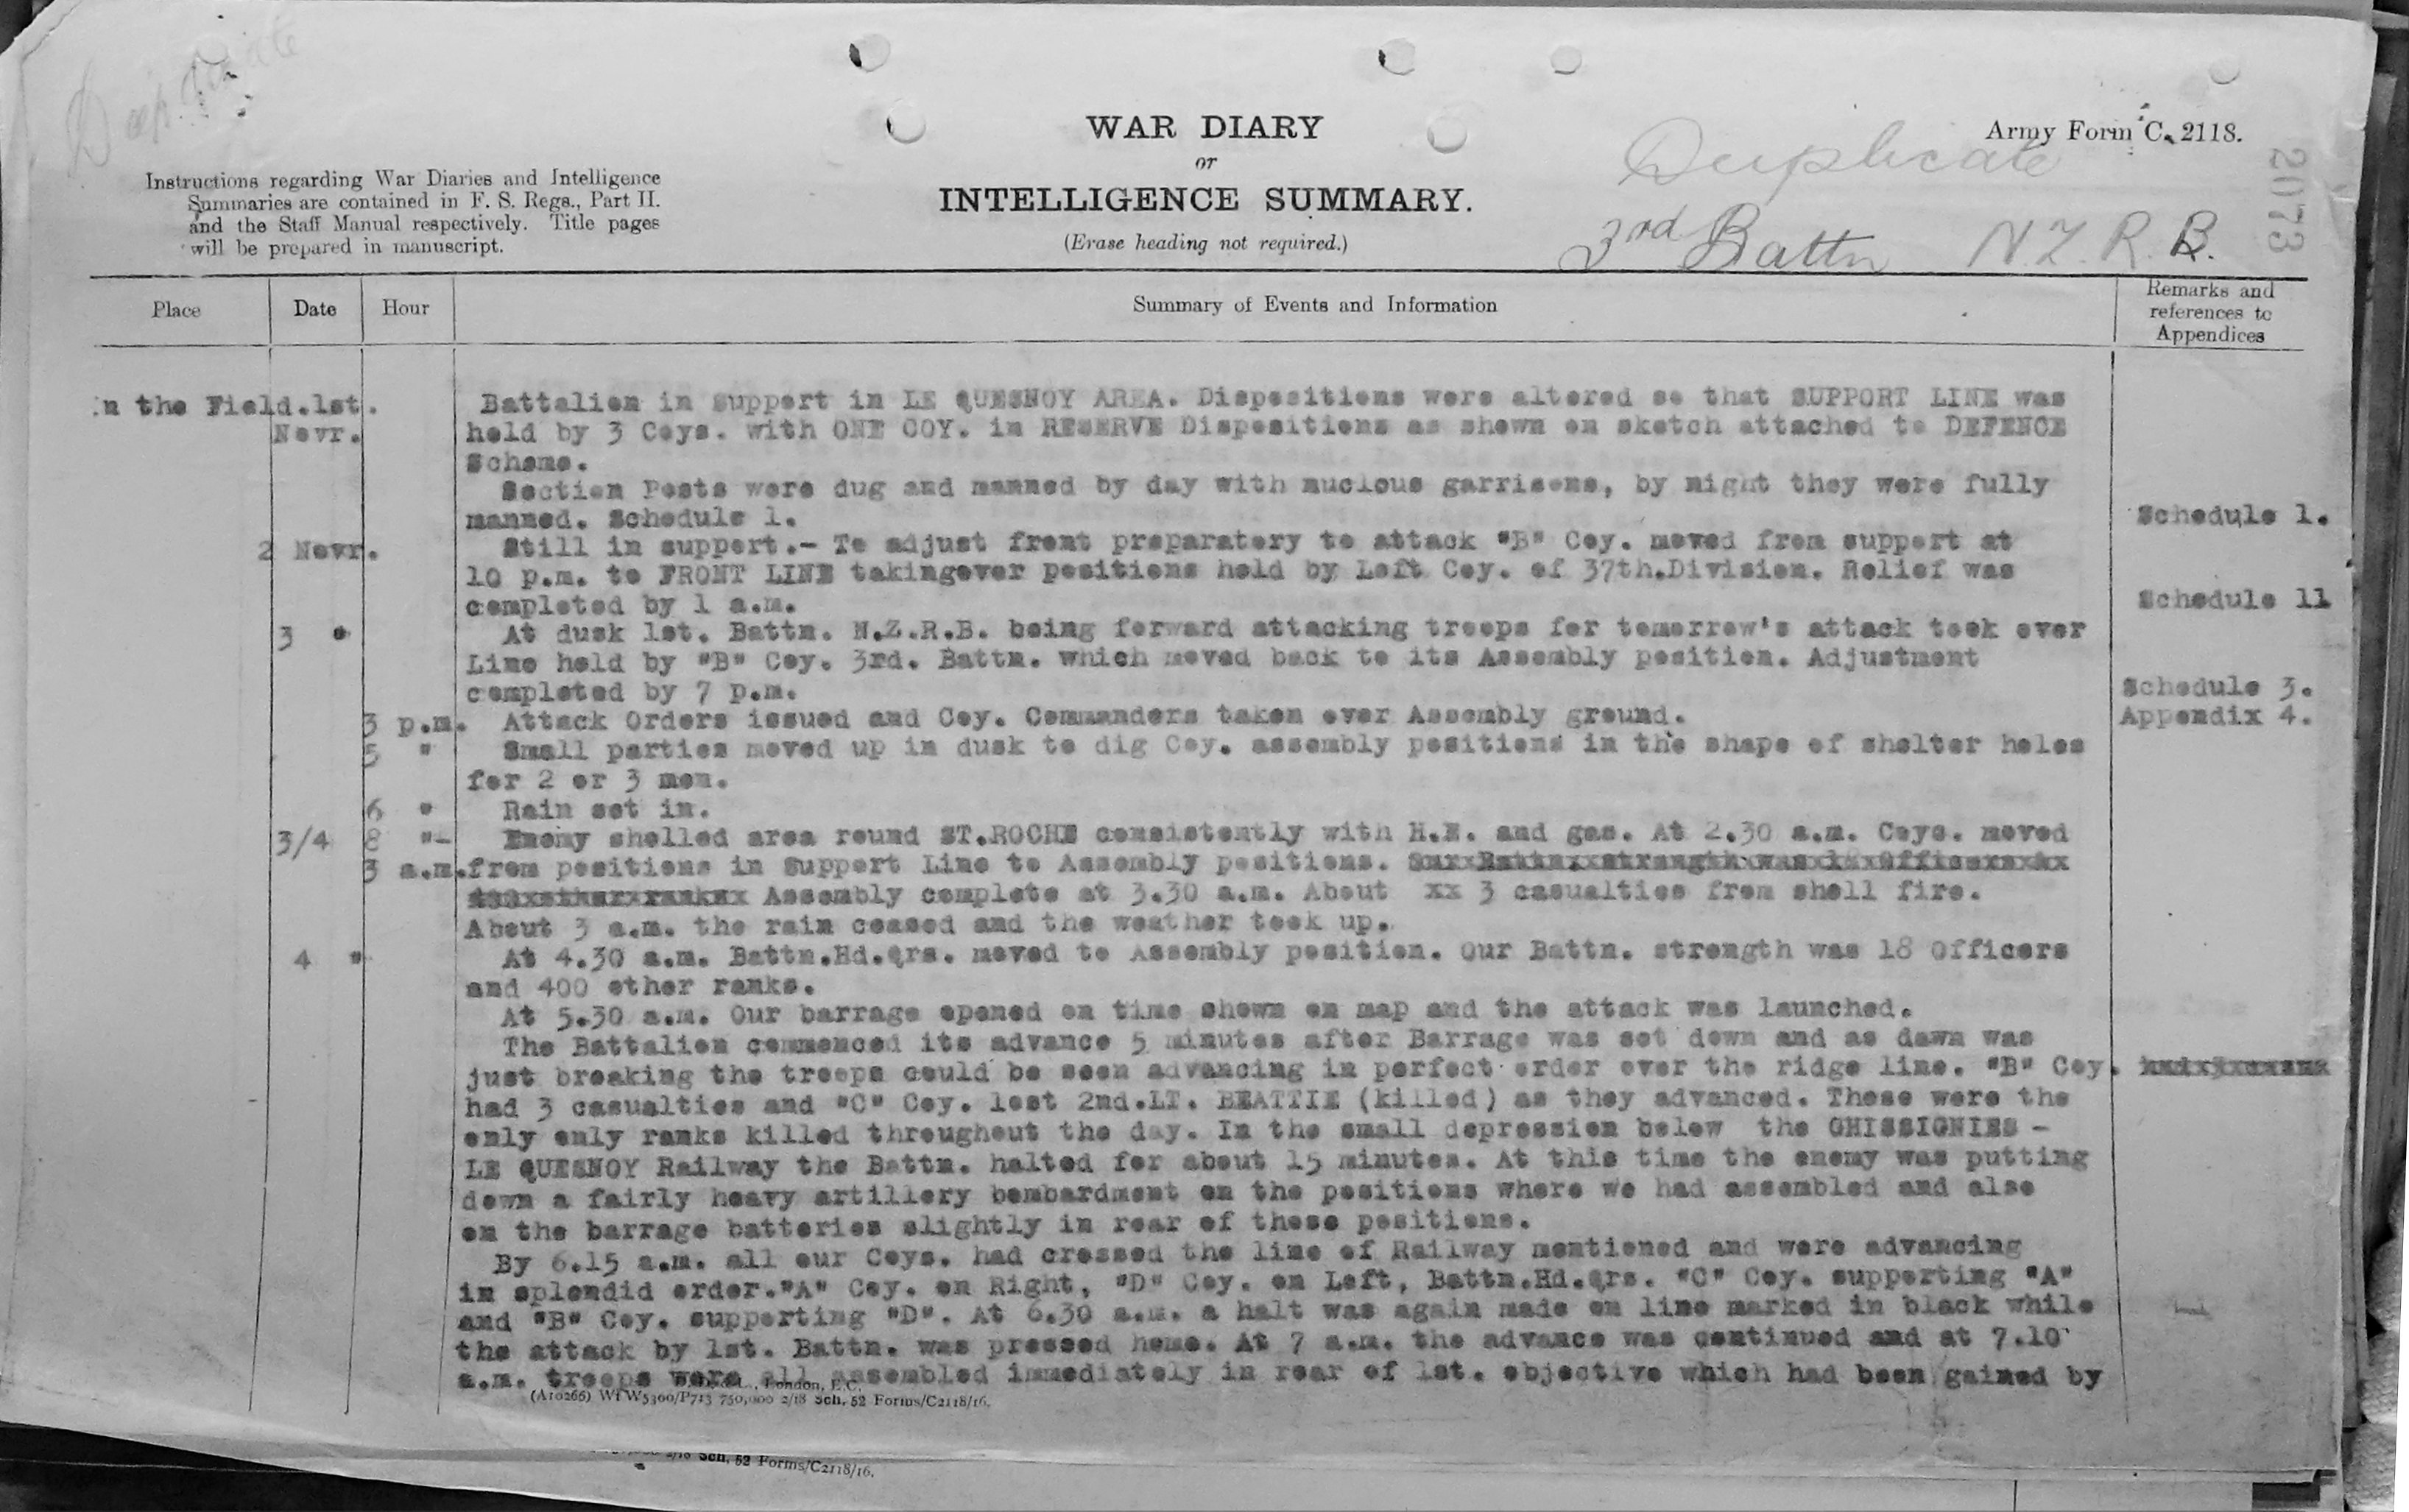 Duplicate
WAR DIARY
or
INTELLIGENCE SUMMARY.
(Erase heading not required.)
Army Form C. 2118.
Duplicate
3rd Battn N.Z.R.B.
2073
Instructions regarding War Diaries and Intelligence
Summaries are contained in F. S. Regs., Part II.
and the Staff Manual respectively. Title pages
will be prepared in manuscript.
Place Date Hour Summary of Events and Information Remarks and references to Appendices
In the Field. 1st. Battalion in support in LE QUESNOY AREA. Dispositions were altered so that SUPPORT LINE was
Novr. held by 3 Coys. with ONE COY. in RESERVE Dispositions as shown on sketch attached to DEFENCE
Scheme.
Section Posts were dug and manned by day with nuclous garrisons, by night they were fully
manned. Schedule 1. Schedule 1.
2 Novr. Still in support.- To adjust front preparatory to attack "B" Coy. moved from support at
10 p.m. to FRONT LINE takingover positions held by Left Coy. of 37th.Division. Relief was
completed by 1 a.m. Schedule 11
3 " At dusk 1st. Battn. N.Z.R.B. being forward attacking troops for tomorrow's attack took over
Line held by "B" Coy. 3rd. Battn. which moved back to its Assembly position. Adjustment
completed by 7 p.m. Schedule 3.
3 p.m. Attack Orders issued and Coy. Commanders taken over Assembly ground. Appendix 4.
5 " Small parties moved up in dusk to dig Coy. assembly positions in the shape of shelter holes
for 2 or 3 men.
6 " Rain set in.
3/4 8 "- Enemy shelled area round ST.ROCHE consistently with H.E. and gas. At 2.30 a.m. Coys. moved
3 a.m. from positions in Support Line to Assembly positions.
Assembly complete at 3.30 a.m. About xx 3 casualties from shell fire.
About 3 a.m. the rain ceased and the weather took up.
4 " At 4.30 a.m. Battn.Hd.Qrs. moved to Assembly position. Our Battn. strength was 18 Officers
and 400 other ranks.
At 5.30 a.m. Our barrage opened on time shown on map and the attack was launched.
The Battalion commenced its advance 5 minutes after Barrage was set down and as dawn was
just breaking the troops could be seen advancing in perfect order over the ridge line. "B" Coy.
had 3 casualties and "C" Coy. lost 2nd.LT. BEATTIE (killed) as they advanced. These were the
only only ranks killed throughout the day. In the small depression below the GHISSIGNIES -
LE QUESNOY Railway the Battn. halted for about 15 minutes. At this time the enemy was putting
down a fairly heavy artillery bombardment on the positions where we had assembled and also
on the barrage batteries slightly in rear of these positions.
By 6.15 a.m. all our Coys. had crossed the line of Railway mentioned and were advancing
in splendid order."A" Coy. on Right, "D" Coy. on Left, Battn.Hd.Qrs. "C" Coy. supporting "A"
and "B" Coy. supporting "D". At 6.30 a.m. a halt was again made on line marked in black while
the attack by 1st. Battn. was pressed home. At 7 a.m. the advance was continued and at 7.10
a.m. troops were all assembled immediately in rear of 1st. objective which had been gained by
London, E.C.
(A10266) Wt W5300/P713 750,000 2/18 Sch. 52 Forms/C2118/16.
2/18 Sch. 52 Forms/C2118/16.